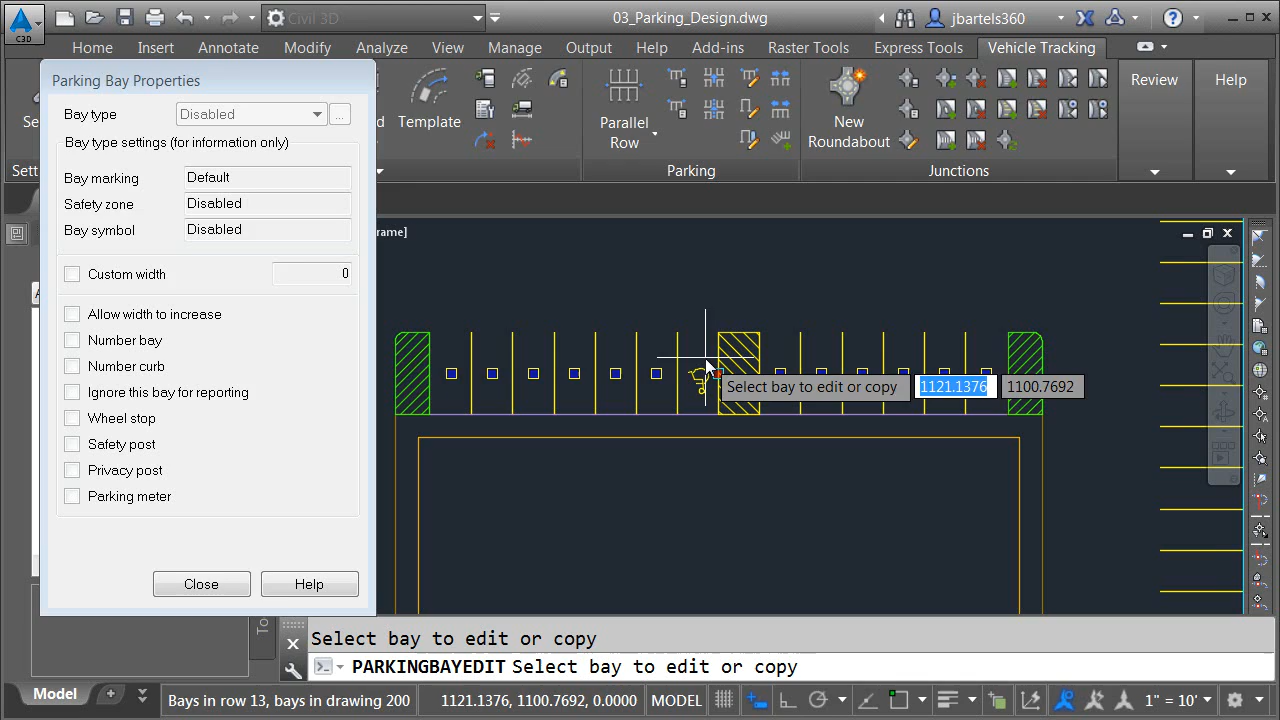 C3D
Civil 3D
03_Parking_Design.dwg
jbartels360
Home Insert Annotate Modify Analyze View Manage Output Help Add-ins Raster Tools Express Tools Vehicle Tracking
Parking Bay Properties
Bay type Disabled ...
Bay type settings (for information only)
Bay marking Default
Safety zone Disabled
Bay symbol Disabled
Custom width 0
Allow width to increase
Number bay
Number curb
Ignore this bay for reporting
Wheel stop
Safety post
Privacy post
Parking meter
Close Help
Template
Parallel
Row
Parking
New
Roundabout
Junctions
Review
Help
rame]
Select bay to edit or copy 1121.1376 1100.7692
Select bay to edit or copy
PARKINGBAYEDIT Select bay to edit or copy
Model Bays in row 13, bays in drawing 200 1121.1376, 1100.7692, 0.0000 MODEL 1" = 10'